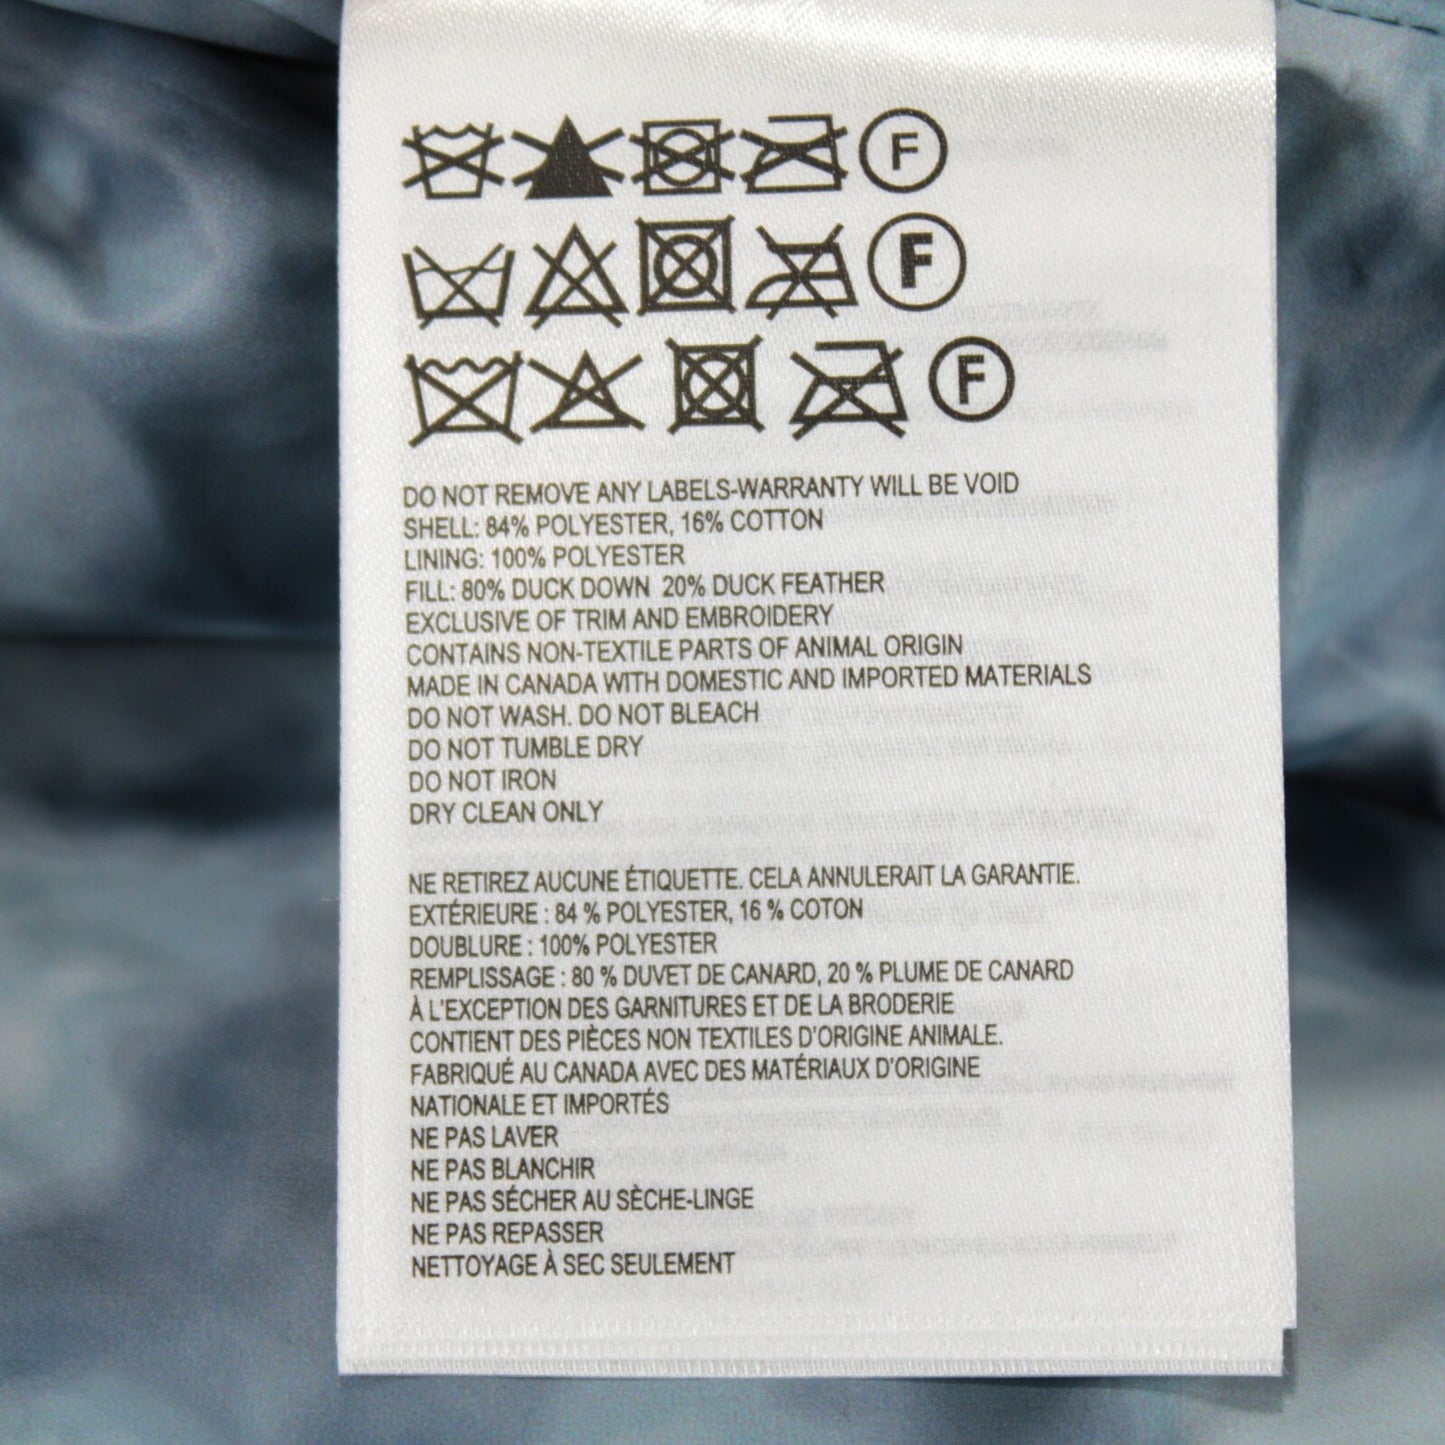 F
F
F
DO NOT REMOVE ANY LABELS-WARRANTY WILL BE VOID
SHELL: 84% POLYESTER, 16% COTTON
LINING: 100% POLYESTER
FILL: 80% DUCK DOWN 20% DUCK FEATHER
EXCLUSIVE OF TRIM AND EMBROIDERY
CONTAINS NON-TEXTILE PARTS OF ANIMAL ORIGIN
MADE IN CANADA WITH DOMESTIC AND IMPORTED MATERIALS
DO NOT WASH. DO NOT BLEACH
DO NOT TUMBLE DRY
DO NOT IRON
DRY CLEAN ONLY
NE RETIREZ AUCUNE ÉTIQUETTE. CELA ANNULERAIT LA GARANTIE.
EXTÉRIEURE : 84 % POLYESTER, 16 % COTON
DOUBLURE : 100% POLYESTER
REMPLISSAGE : 80 % DUVET DE CANARD, 20 % PLUME DE CANARD
À L'EXCEPTION DES GARNITURES ET DE LA BRODERIE
CONTIENT DES PIÈCES NON TEXTILES D'ORIGINE ANIMALE.
FABRIQUÉ AU CANADA AVEC DES MATÉRIAUX D'ORIGINE
NATIONALE ET IMPORTÉS
NE PAS LAVER
NE PAS BLANCHIR
NE PAS SÉCHER AU SÈCHE-LINGE
NE PAS REPASSER
NETTOYAGE À SEC SEULEMENT